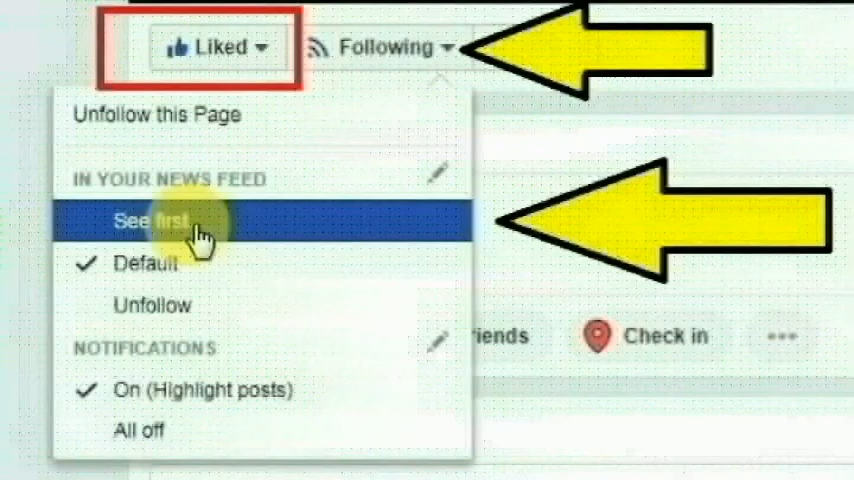 Liked Following
Unfollow this Page
IN YOUR NEWS FEED
See first
Default
Unfollow
riends Check in
NOTIFICATIONS
On (Highlight posts)
All off